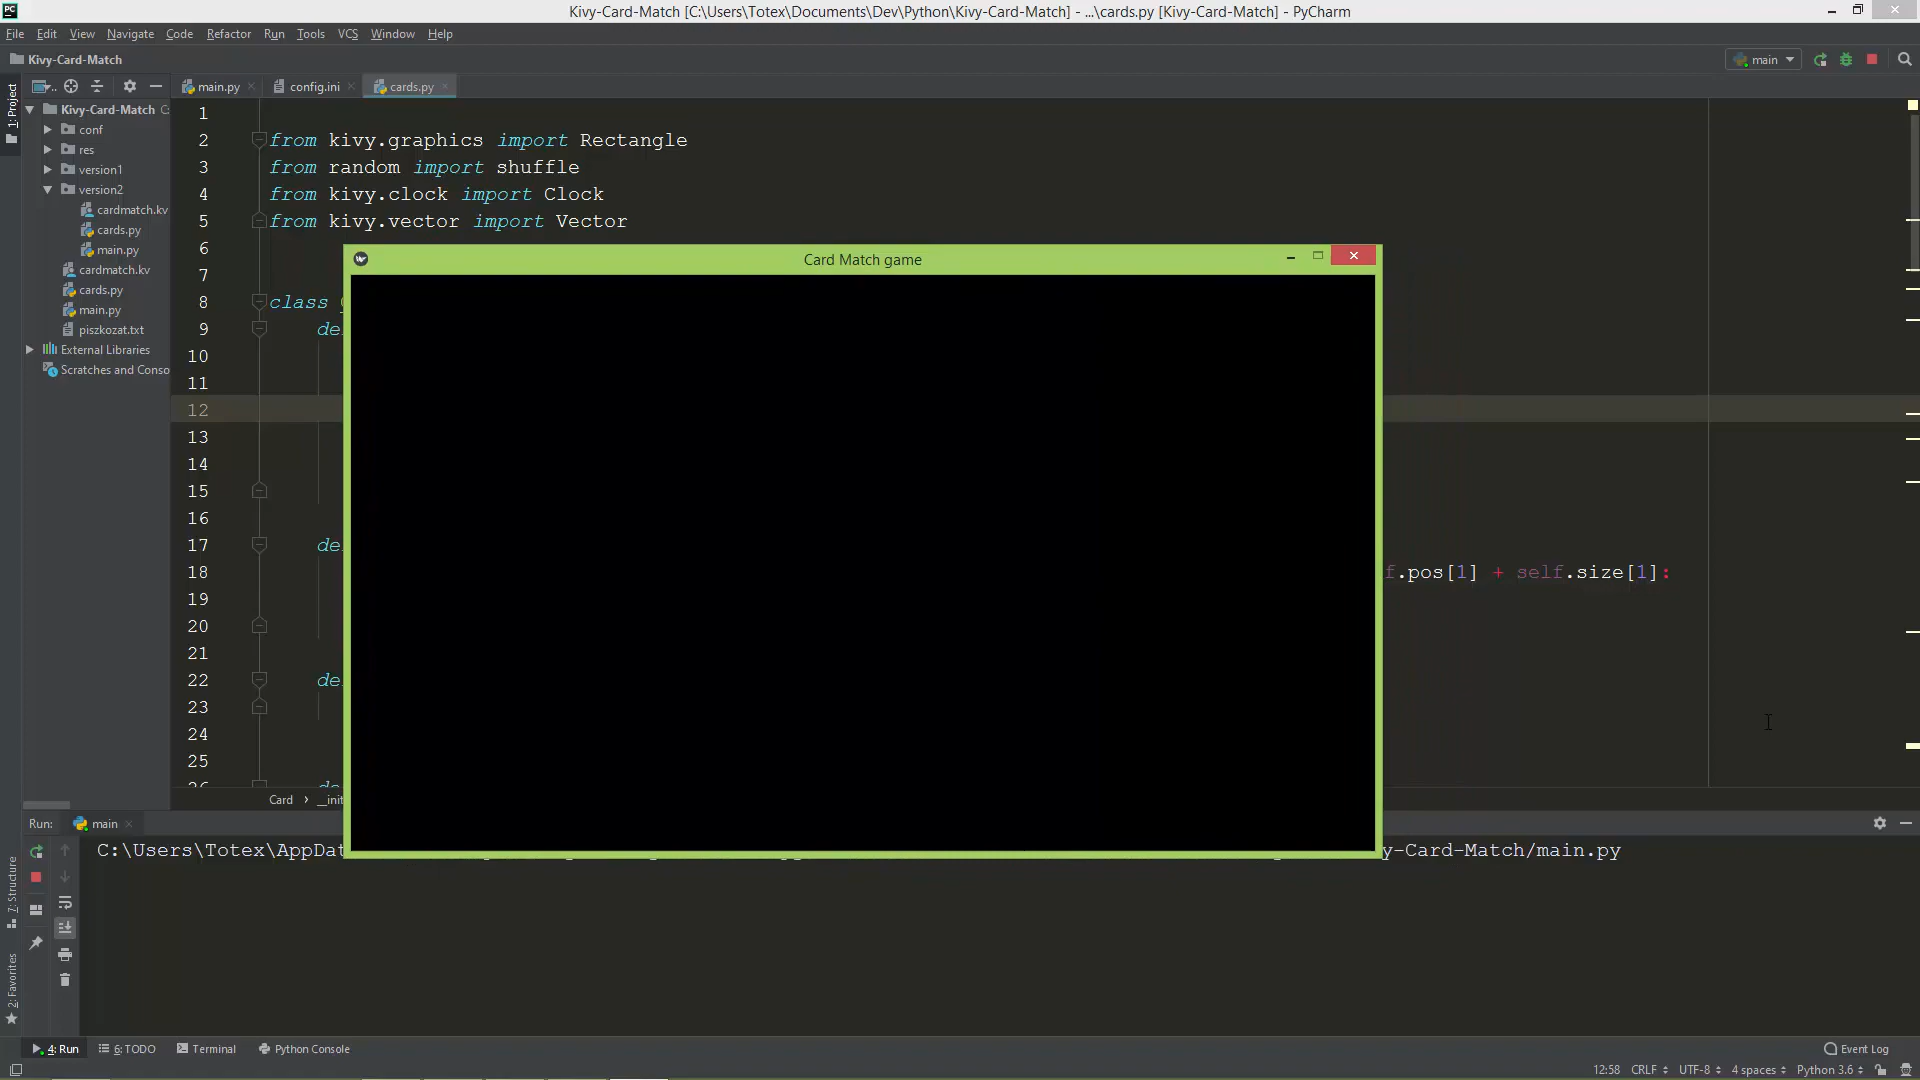 PC Kivy-Card-Match [C:\Users\Totex\Documents\Dev\Python\Kivy-Card-Match] - ...\cards.py [Kivy-Card-Match] - PyCharm
File Edit View Navigate Code Refactor Run Tools VCS Window Help
Kivy-Card-Match main
main.py config.ini cards.py
1: Project
Kivy-Card-Match C:
conf
res
version1
version2
cardmatch.kv
cards.py
main.py
cardmatch.kv
cards.py
main.py
piszkozat.txt
External Libraries
Scratches and Conso
1
2 from kivy.graphics import Rectangle
3 from random import shuffle
4 from kivy.clock import Clock
5 from kivy.vector import Vector
6
7
8 class
9 de
10
11
12
13
14
15
16
17 de
18 f.pos[1] + self.size[1]:
19
20
21
22 de
23
24
25
26 de
Card Match game
Card › __init
Run: main
C:\Users\Totex\AppDat y-Card-Match/main.py
7: Structure
2: Favorites
4: Run 6: TODO Terminal Python Console Event Log
12:58 CRLF UTF-8 4 spaces Python 3.6